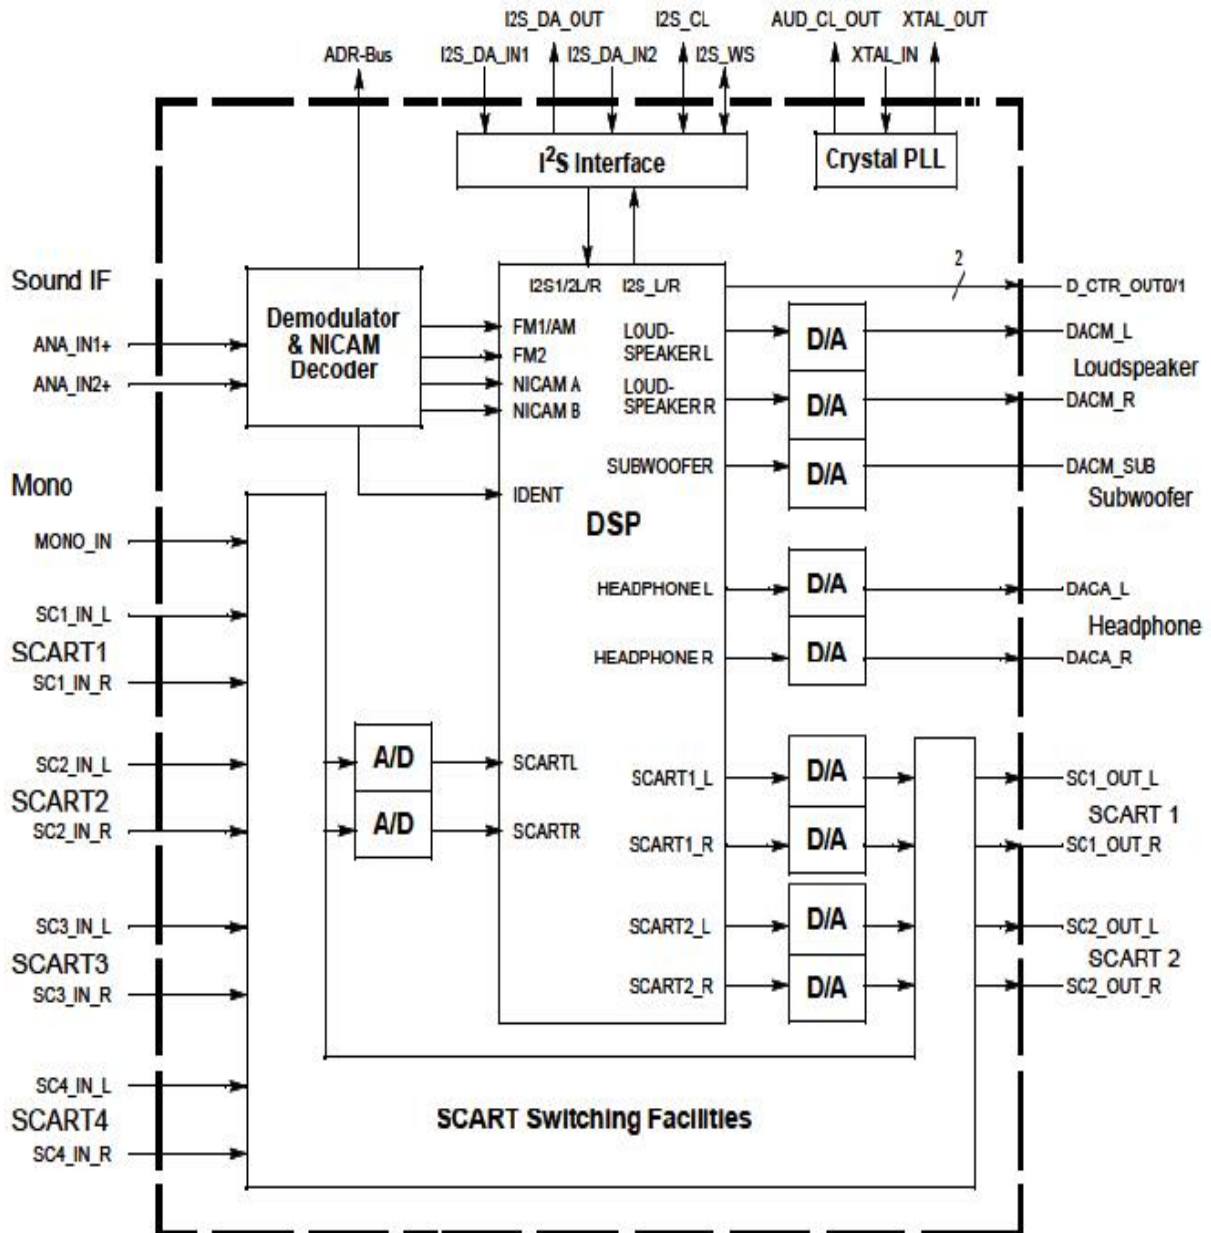 I2S_DA_OUT
I2S_CL
AUD_CL_OUT
XTAL_OUT
ADR-Bus
I2S_DA_IN1
I2S_DA_IN2
I2S_WS
XTAL_IN
I²S Interface
Crystal PLL
Sound IF
ANA_IN1+
ANA_IN2+
Demodulator
& NICAM
Decoder
I2S1/2L/R
I2S_L/R
2
D_CTR_OUT0/1
FM1/AM
FM2
NICAM A
NICAM B
IDENT
LOUD-
SPEAKER L
LOUD-
SPEAKER R
SUBWOOFER
D/A
D/A
D/A
DACM_L
Loudspeaker
DACM_R
DACM_SUB
Subwoofer
DSP
Mono
MONO_IN
SC1_IN_L
SCART1
SC1_IN_R
HEADPHONE L
HEADPHONE R
D/A
D/A
DACA_L
Headphone
DACA_R
SC2_IN_L
SCART2
SC2_IN_R
A/D
A/D
SCARTL
SCARTR
SCART1_L
SCART1_R
D/A
D/A
SC1_OUT_L
SCART 1
SC1_OUT_R
SC3_IN_L
SCART3
SC3_IN_R
SCART2_L
SCART2_R
D/A
D/A
SC2_OUT_L
SCART 2
SC2_OUT_R
SC4_IN_L
SCART4
SC4_IN_R
SCART Switching Facilities